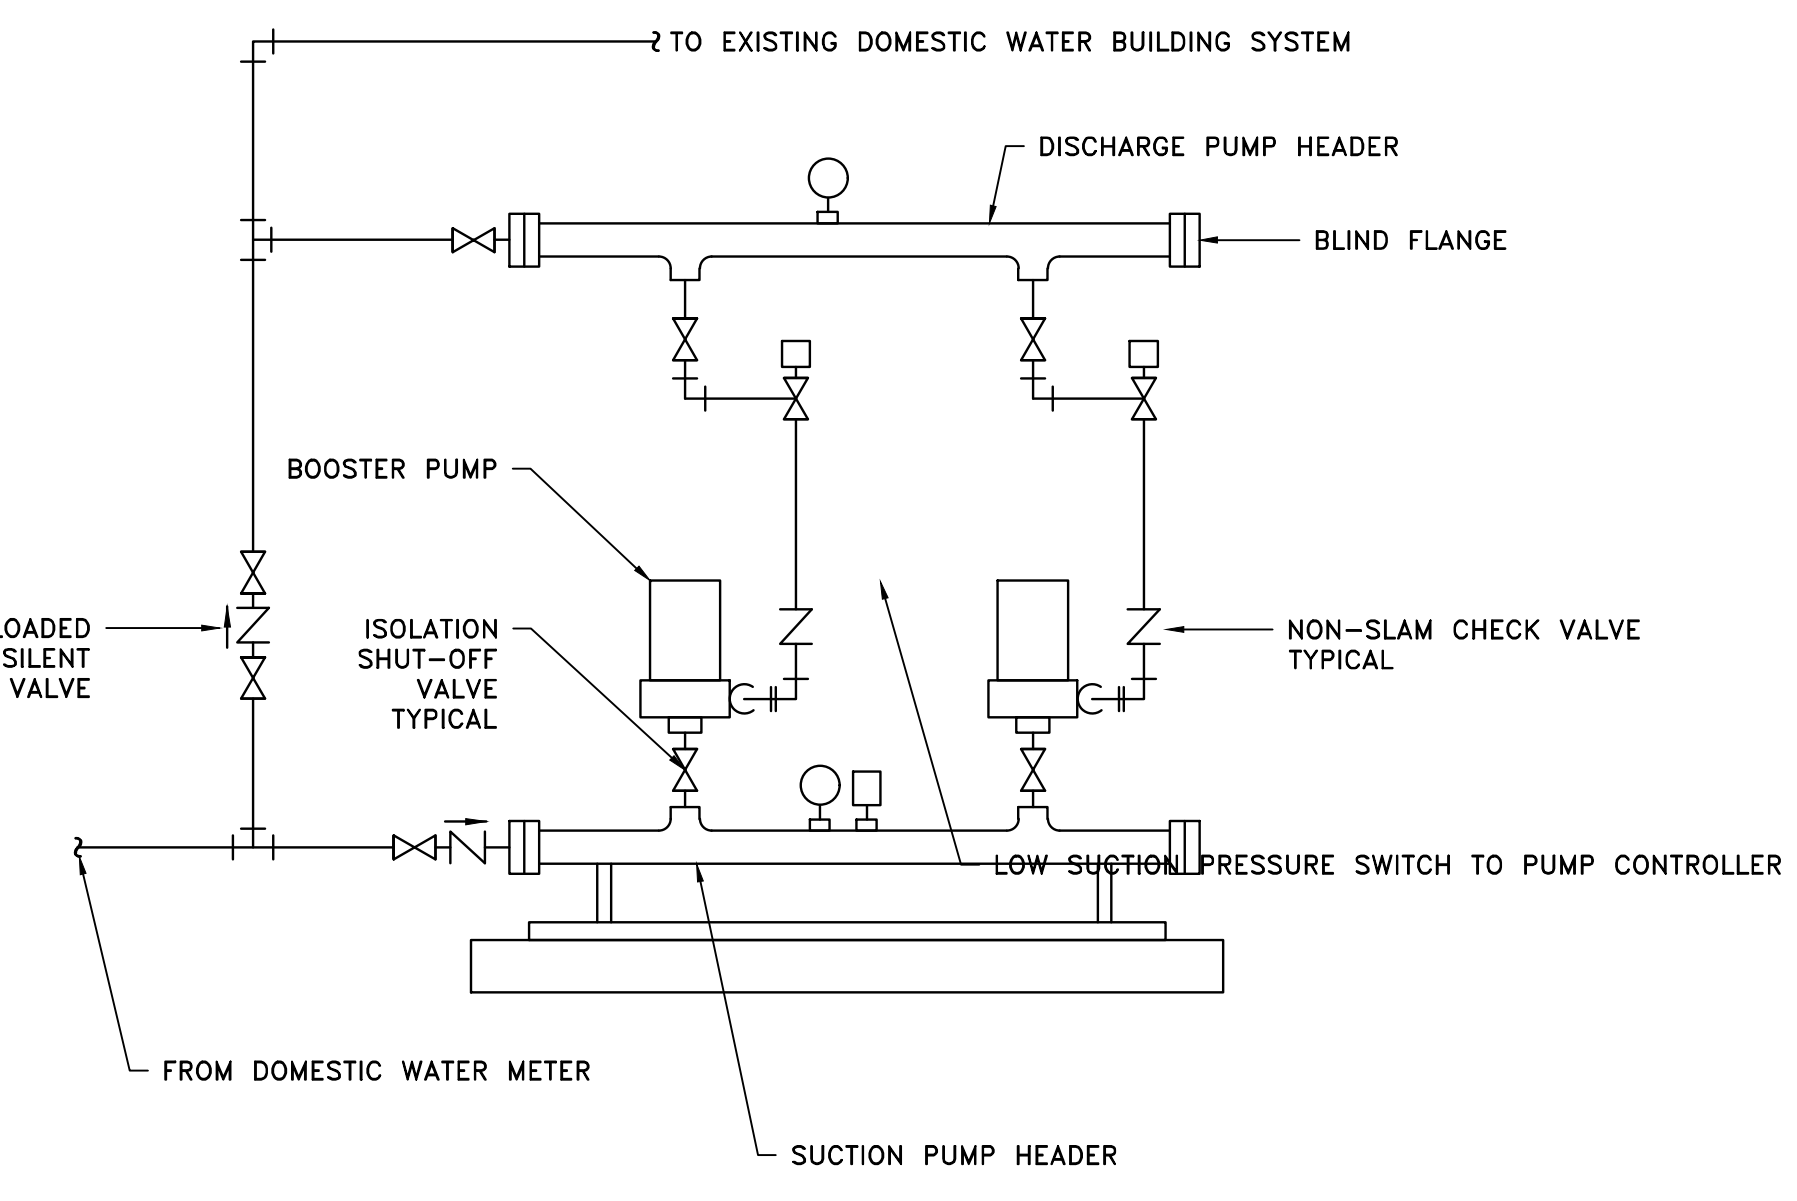 TO EXISTING DOMESTIC WATER BUILDING SYSTEM
DISCHARGE PUMP HEADER
BLIND FLANGE
BOOSTER PUMP
ISOLATION
SHUT-OFF
VALVE
TYPICAL
SILENT
VALVE
NON-SLAM CHECK VALVE
TYPICAL
LOW SUCTION PRESSURE SWITCH TO PUMP CONTROLLER
FROM DOMESTIC WATER METER
SUCTION PUMP HEADER